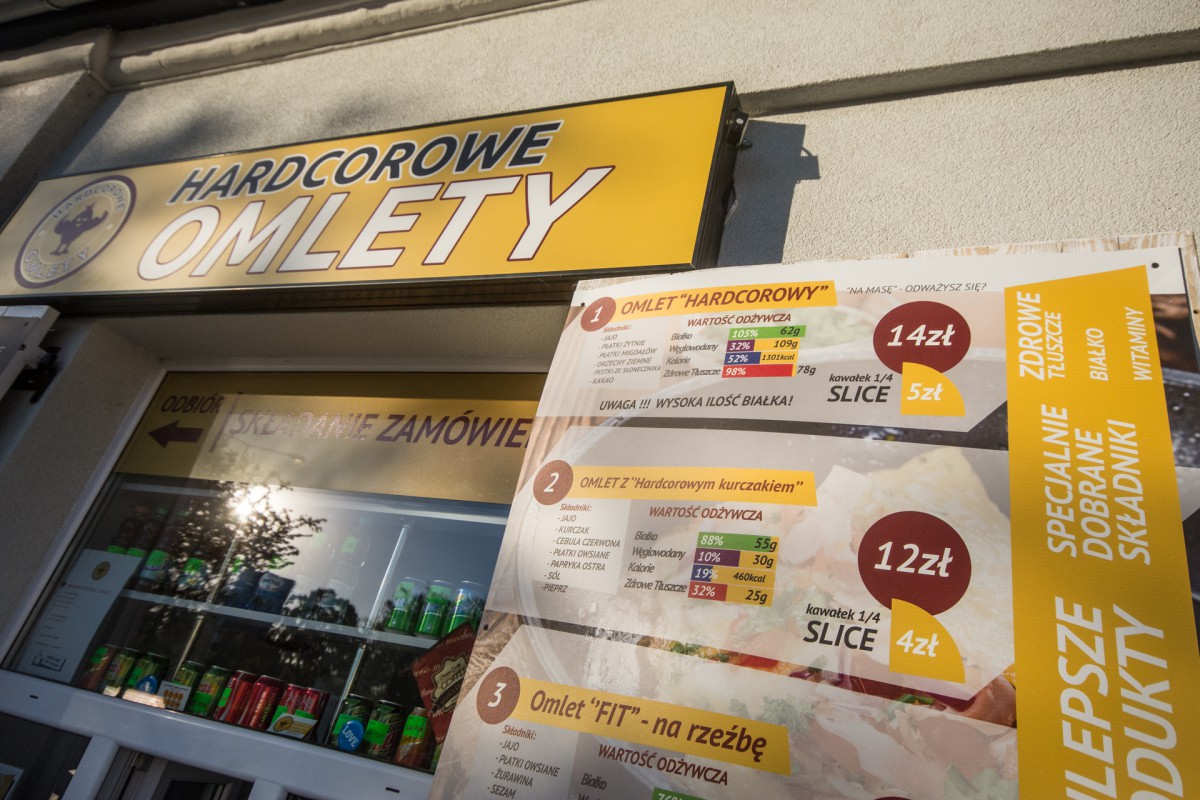 HARDCOROWE
OMLETY
HARDCOROWE
OMLETY
ODBIÓR
SKŁADANIE ZAMÓWIE
1
OMLET "HARDCOROWY"
"NA MASĘ" - ODWAŻYSZ SIĘ?
Składniki:
- JAJO
- PŁATKI ŻYTNIE
- PŁATKI MIGDAŁÓW
- ORZECHY ZIEMNE
- PESTKI ZE SŁONECZNIKA
- KAKAO
WARTOŚĆ ODŻYWCZA
Białko 105% 62g
Węglowodany 32% 109g
Kalorie 52% 1301kcal
Zdrowe Tłuszcze 98% 78g
14zł
kawałek 1/4
SLICE
5zł
UWAGA !!! WYSOKA ILOŚĆ BIAŁKA!
2
OMLET Z "Hardcorowym kurczakiem"
Składniki:
- JAJO
- KURCZAK
- CEBULA CZERWONA
- PŁATKI OWSIANE
- PAPRYKA OSTRA
- SÓL
- PIEPRZ
WARTOŚĆ ODŻYWCZA
Białko 88% 55g
Węglowodany 10% 30g
Kalorie 19% 460kcal
Zdrowe Tłuszcze 32% 25g
12zł
kawałek 1/4
SLICE
4zł
3
Omlet "FIT" - na rzeźbę
Składniki:
- JAJO
- PŁATKI OWSIANE
- ŻURAWINA
- SEZAM
WARTOŚĆ ODŻYWCZA
Białko
ZDROWE
TŁUSZCZE
BIAŁKO
WITAMINY
SPECJALNIE
DOBRANE
SKŁADNIKI
LEPSZE
ODUKTY
LOVE